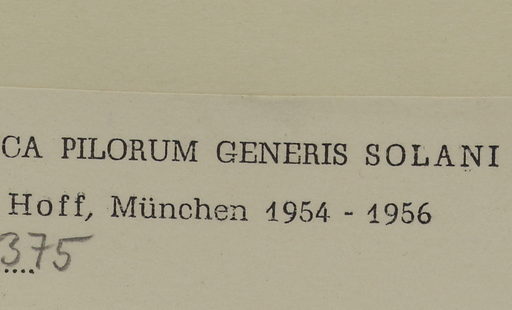 CA PILORUM GENERIS SOLANI
Hoff, München 1954 - 1956
375